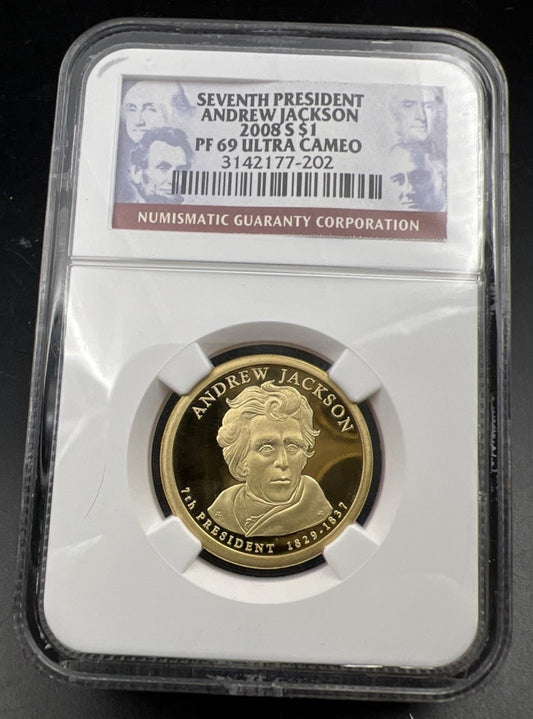 SEVENTH PRESIDENT
ANDREW JACKSON
2008 S $1
PF 69 ULTRA CAMEO
3142177-202
NUMISMATIC GUARANTY CORPORATION
ANDREW JACKSON
7th PRESIDENT 1829-1837